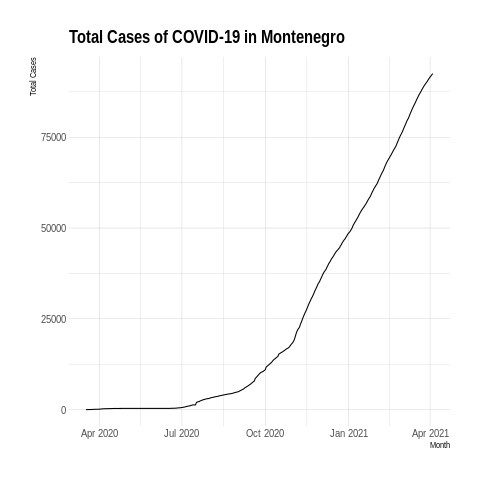 Total Cases of COVID-19 in Montenegro
Total Cases
75000
50000
25000
0
Apr 2020 Jul 2020 Oct 2020 Jan 2021 Apr 2021
Month